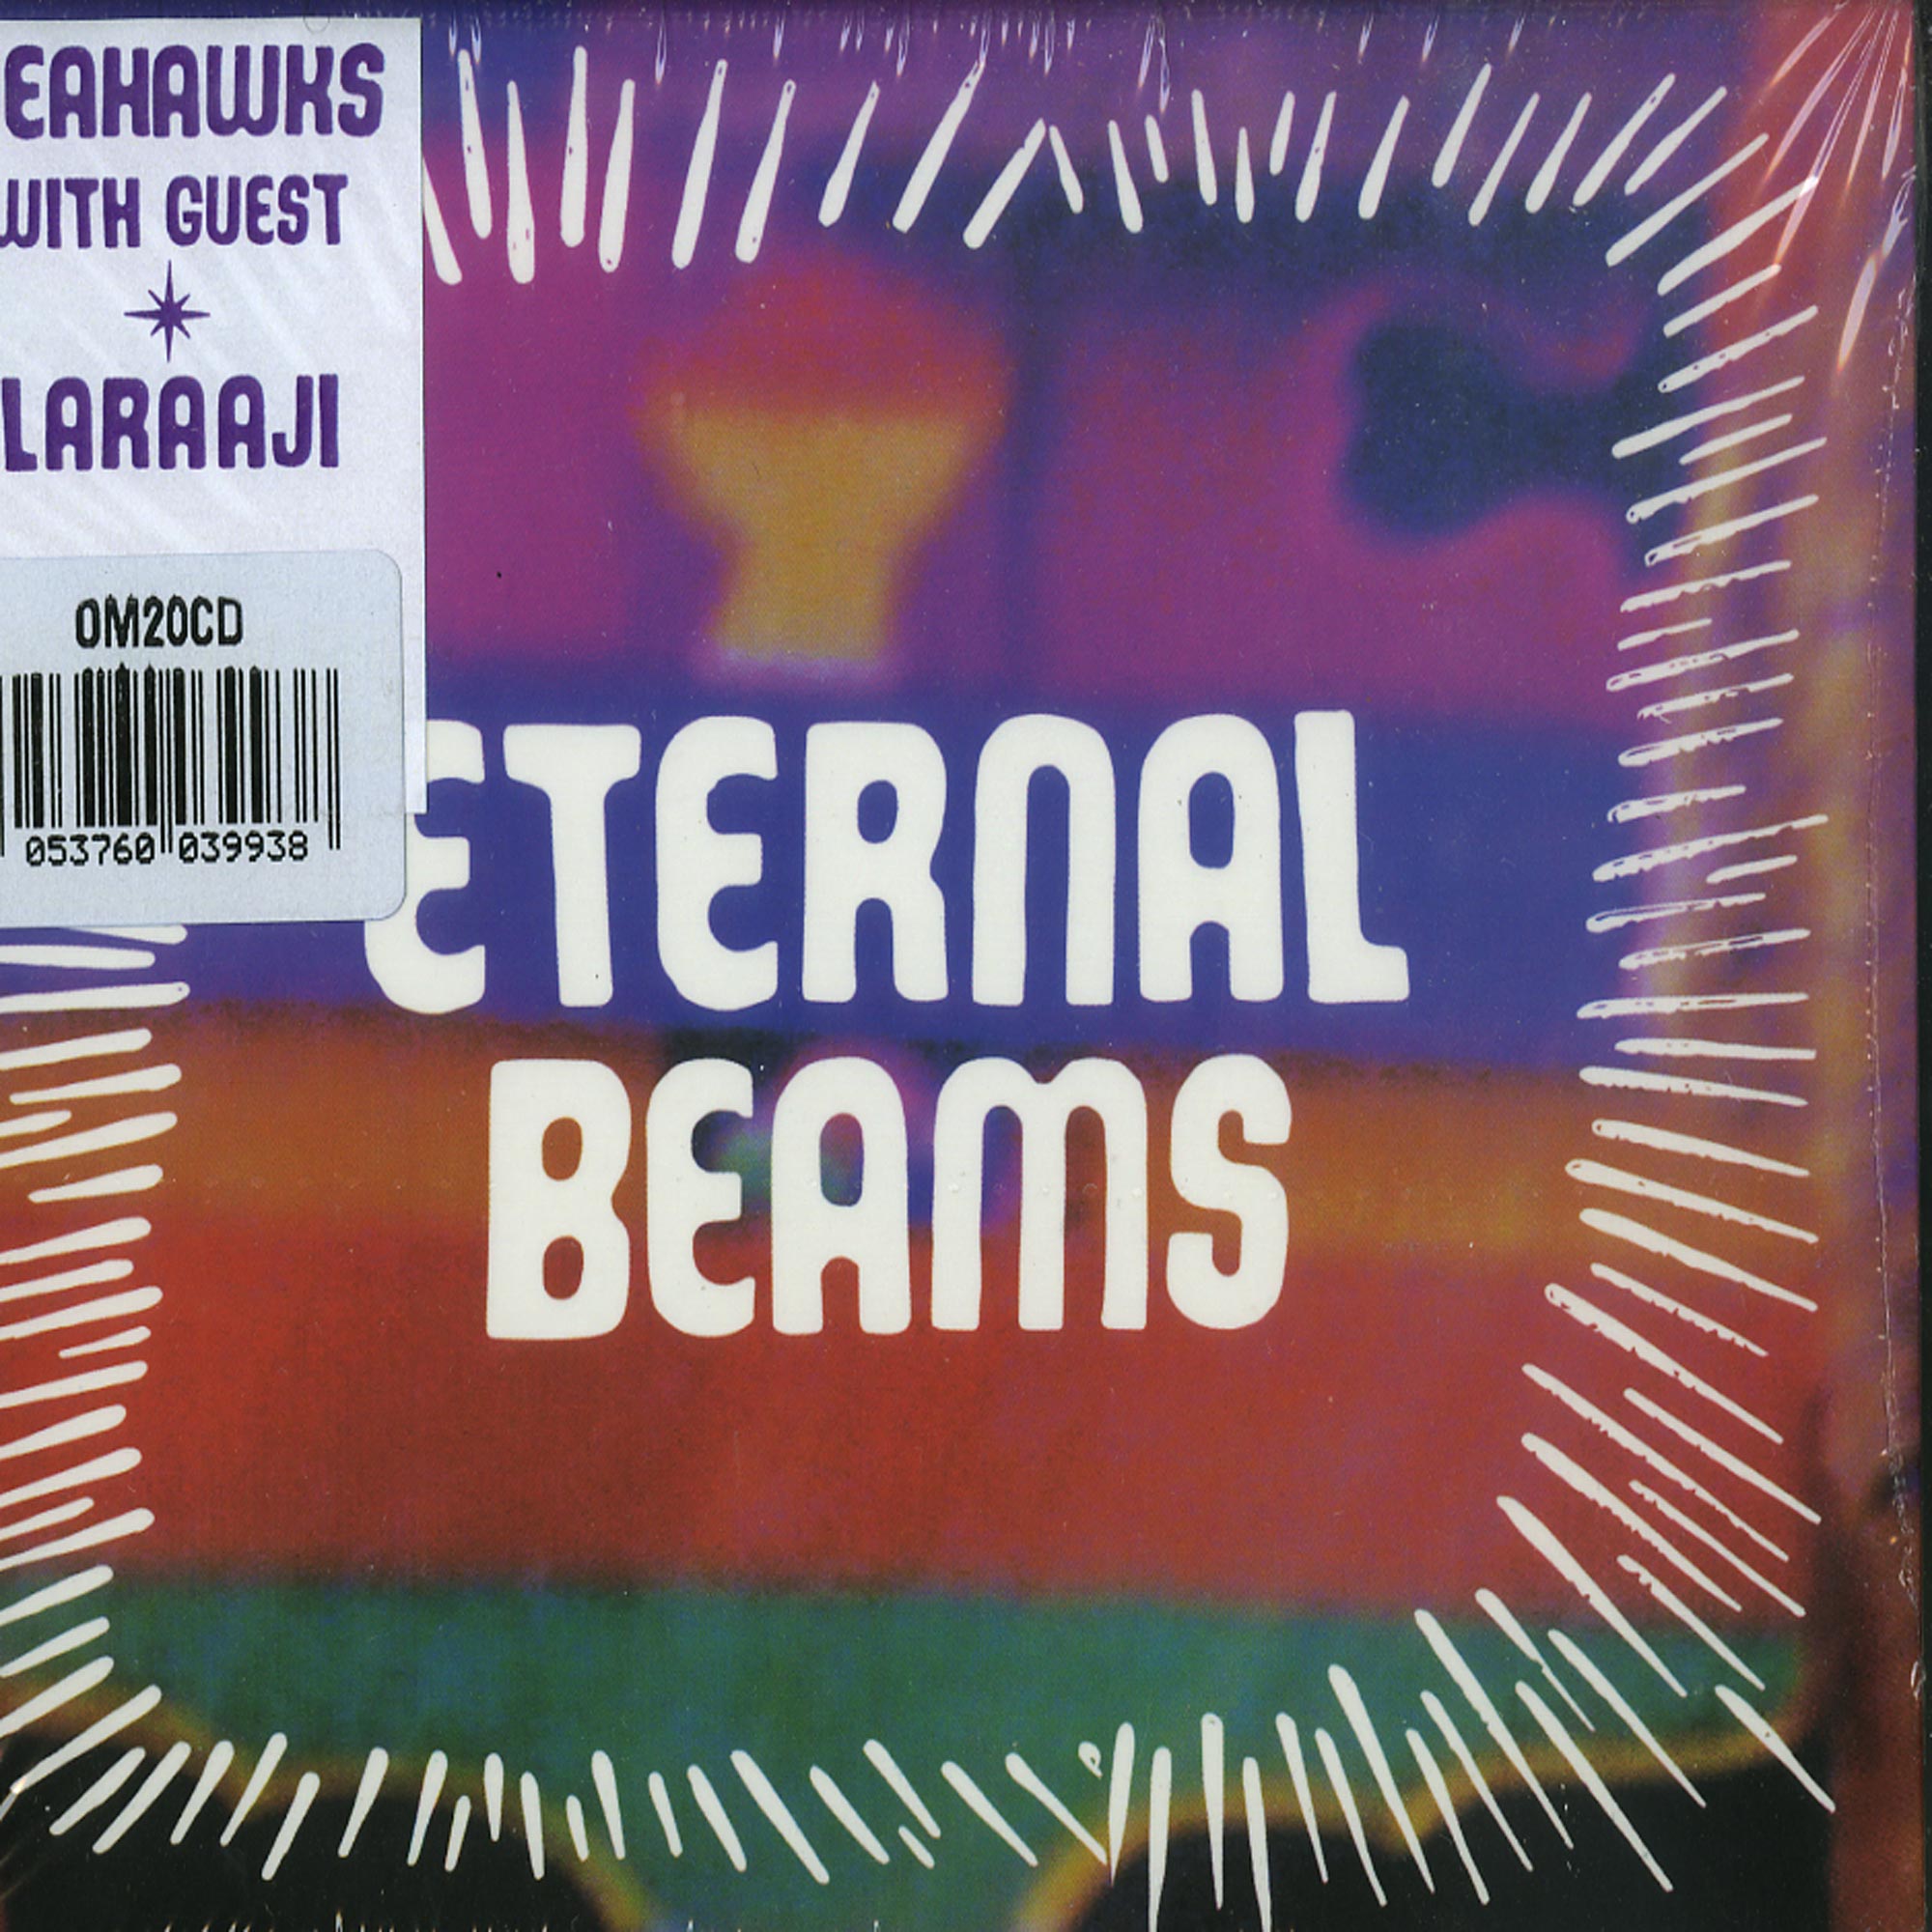 EAHAWKS
WITH GUEST
LARAAJI
OM20CD
053760 039938
ETERNAL
BEAMS